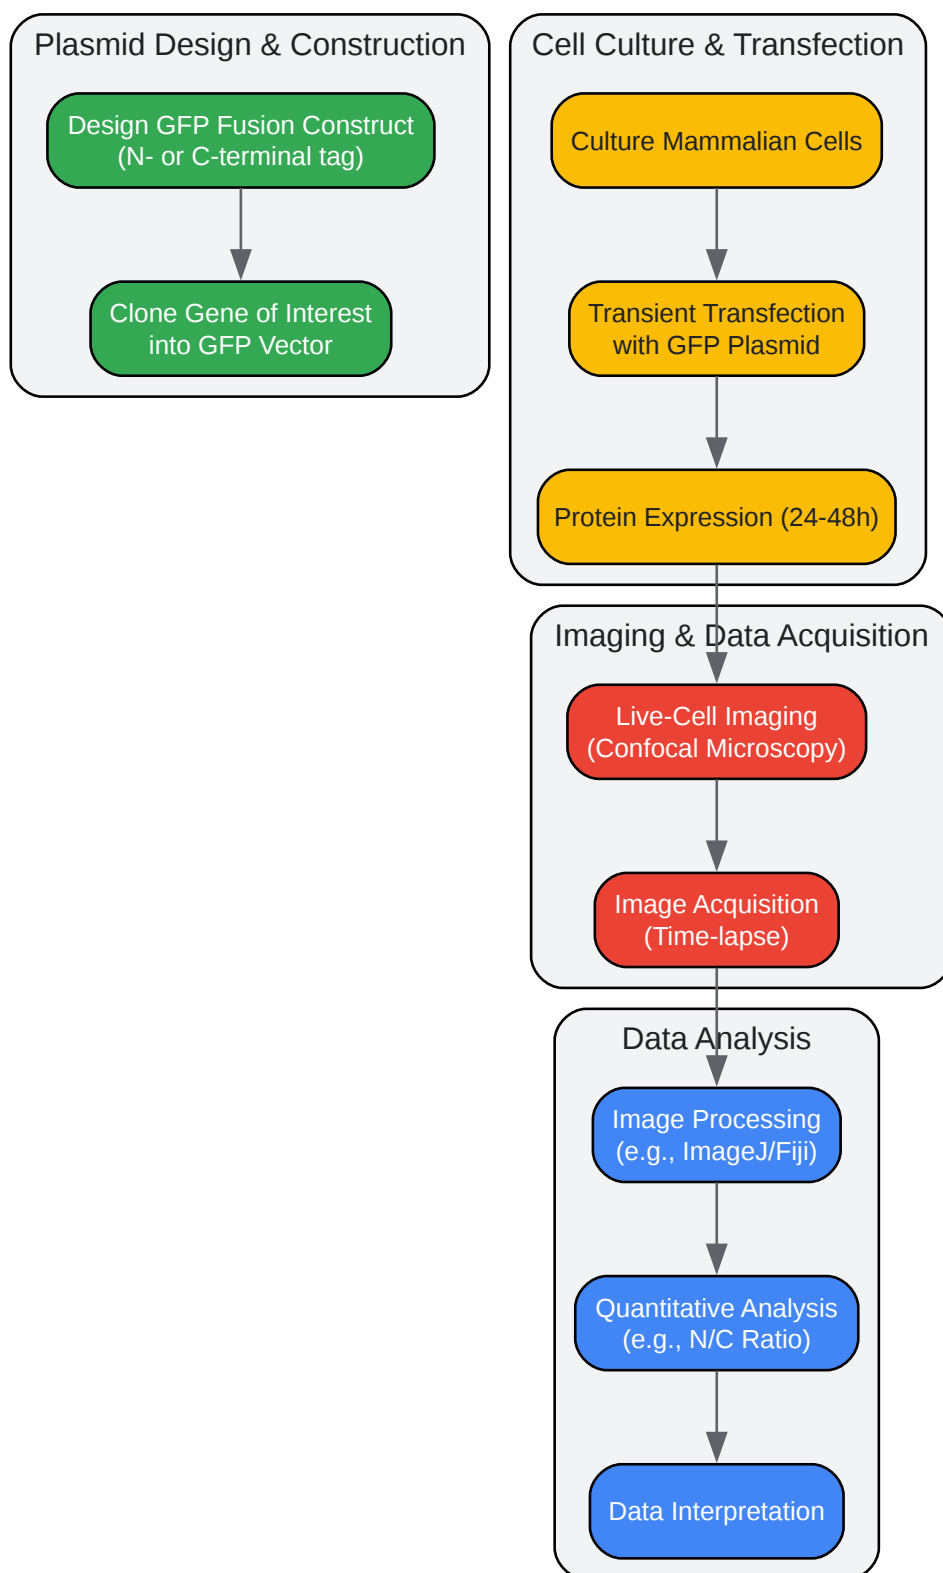 Plasmid Design & Construction
Design GFP Fusion Construct
(N- or C-terminal tag)
Clone Gene of Interest
into GFP Vector
Cell Culture & Transfection
Culture Mammalian Cells
Transient Transfection
with GFP Plasmid
Protein Expression (24-48h)
Imaging & Data Acquisition
Live-Cell Imaging
(Confocal Microscopy)
Image Acquisition
(Time-lapse)
Data Analysis
Image Processing
(e.g., ImageJ/Fiji)
Quantitative Analysis
(e.g., N/C Ratio)
Data Interpretation